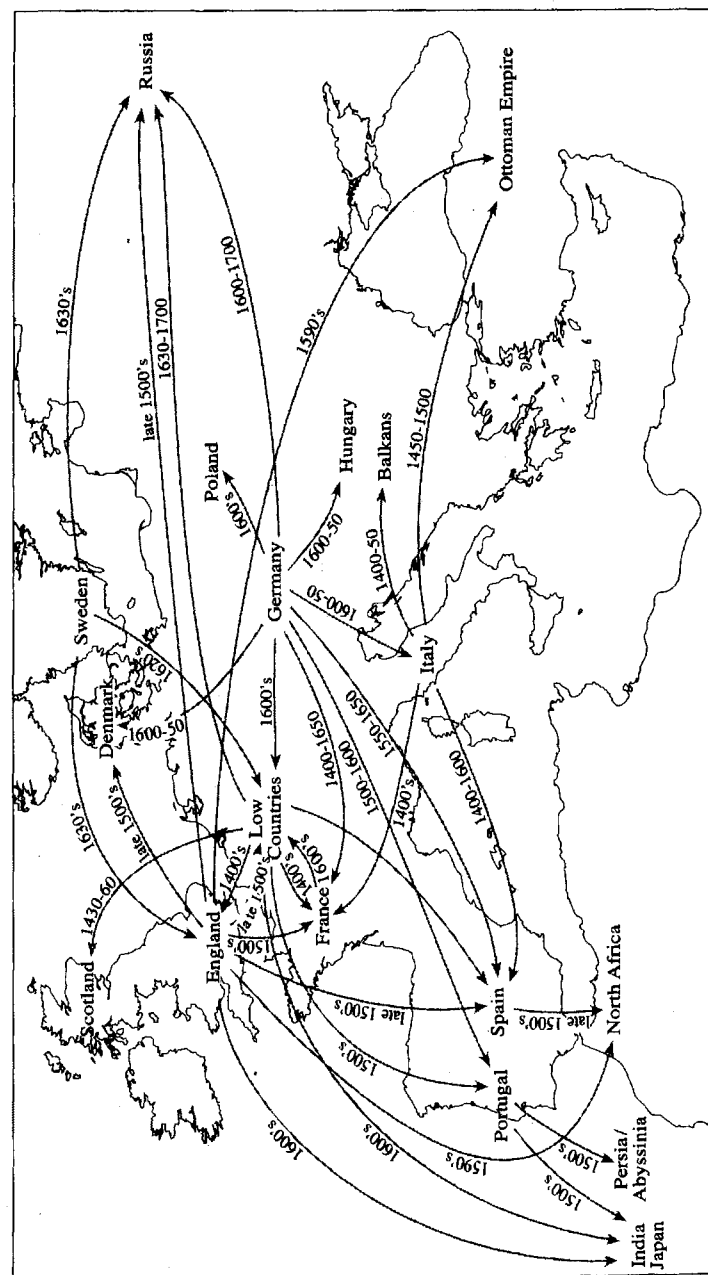 Russia
1630's
late 1500's
1630-1700
1600-1700
1590's
Ottoman Empire
1450-1500
Sweden
Poland
1600's
Hungary
1600-50
Balkans
1400-50
Germany
1600-50
Italy
1620's
Denmark
1600-50
1600's
1400-1650
1500-1600
1550-1650
1400's
1400-1600
1630's
late 1500's
Low
Countries
1430-60
Scotland
1400's
late 1500's
1400's
1600's
England
1500's
France
late 1500's
1500's
Spain
late 1500's
North Africa
Portugal
1600's
1600's
1590's
1500's
1500's
Persia/
Abyssinia
India
Japan